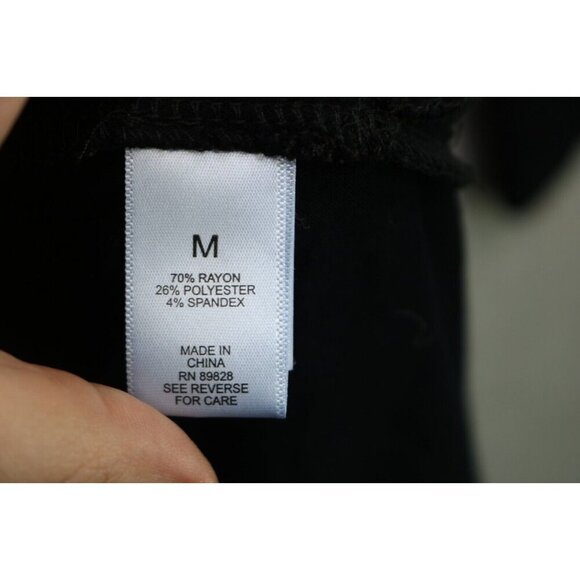 M
70% RAYON
26% POLYESTER
4% SPANDEX
MADE IN
CHINA
RN 89828
SEE REVERSE
FOR CARE